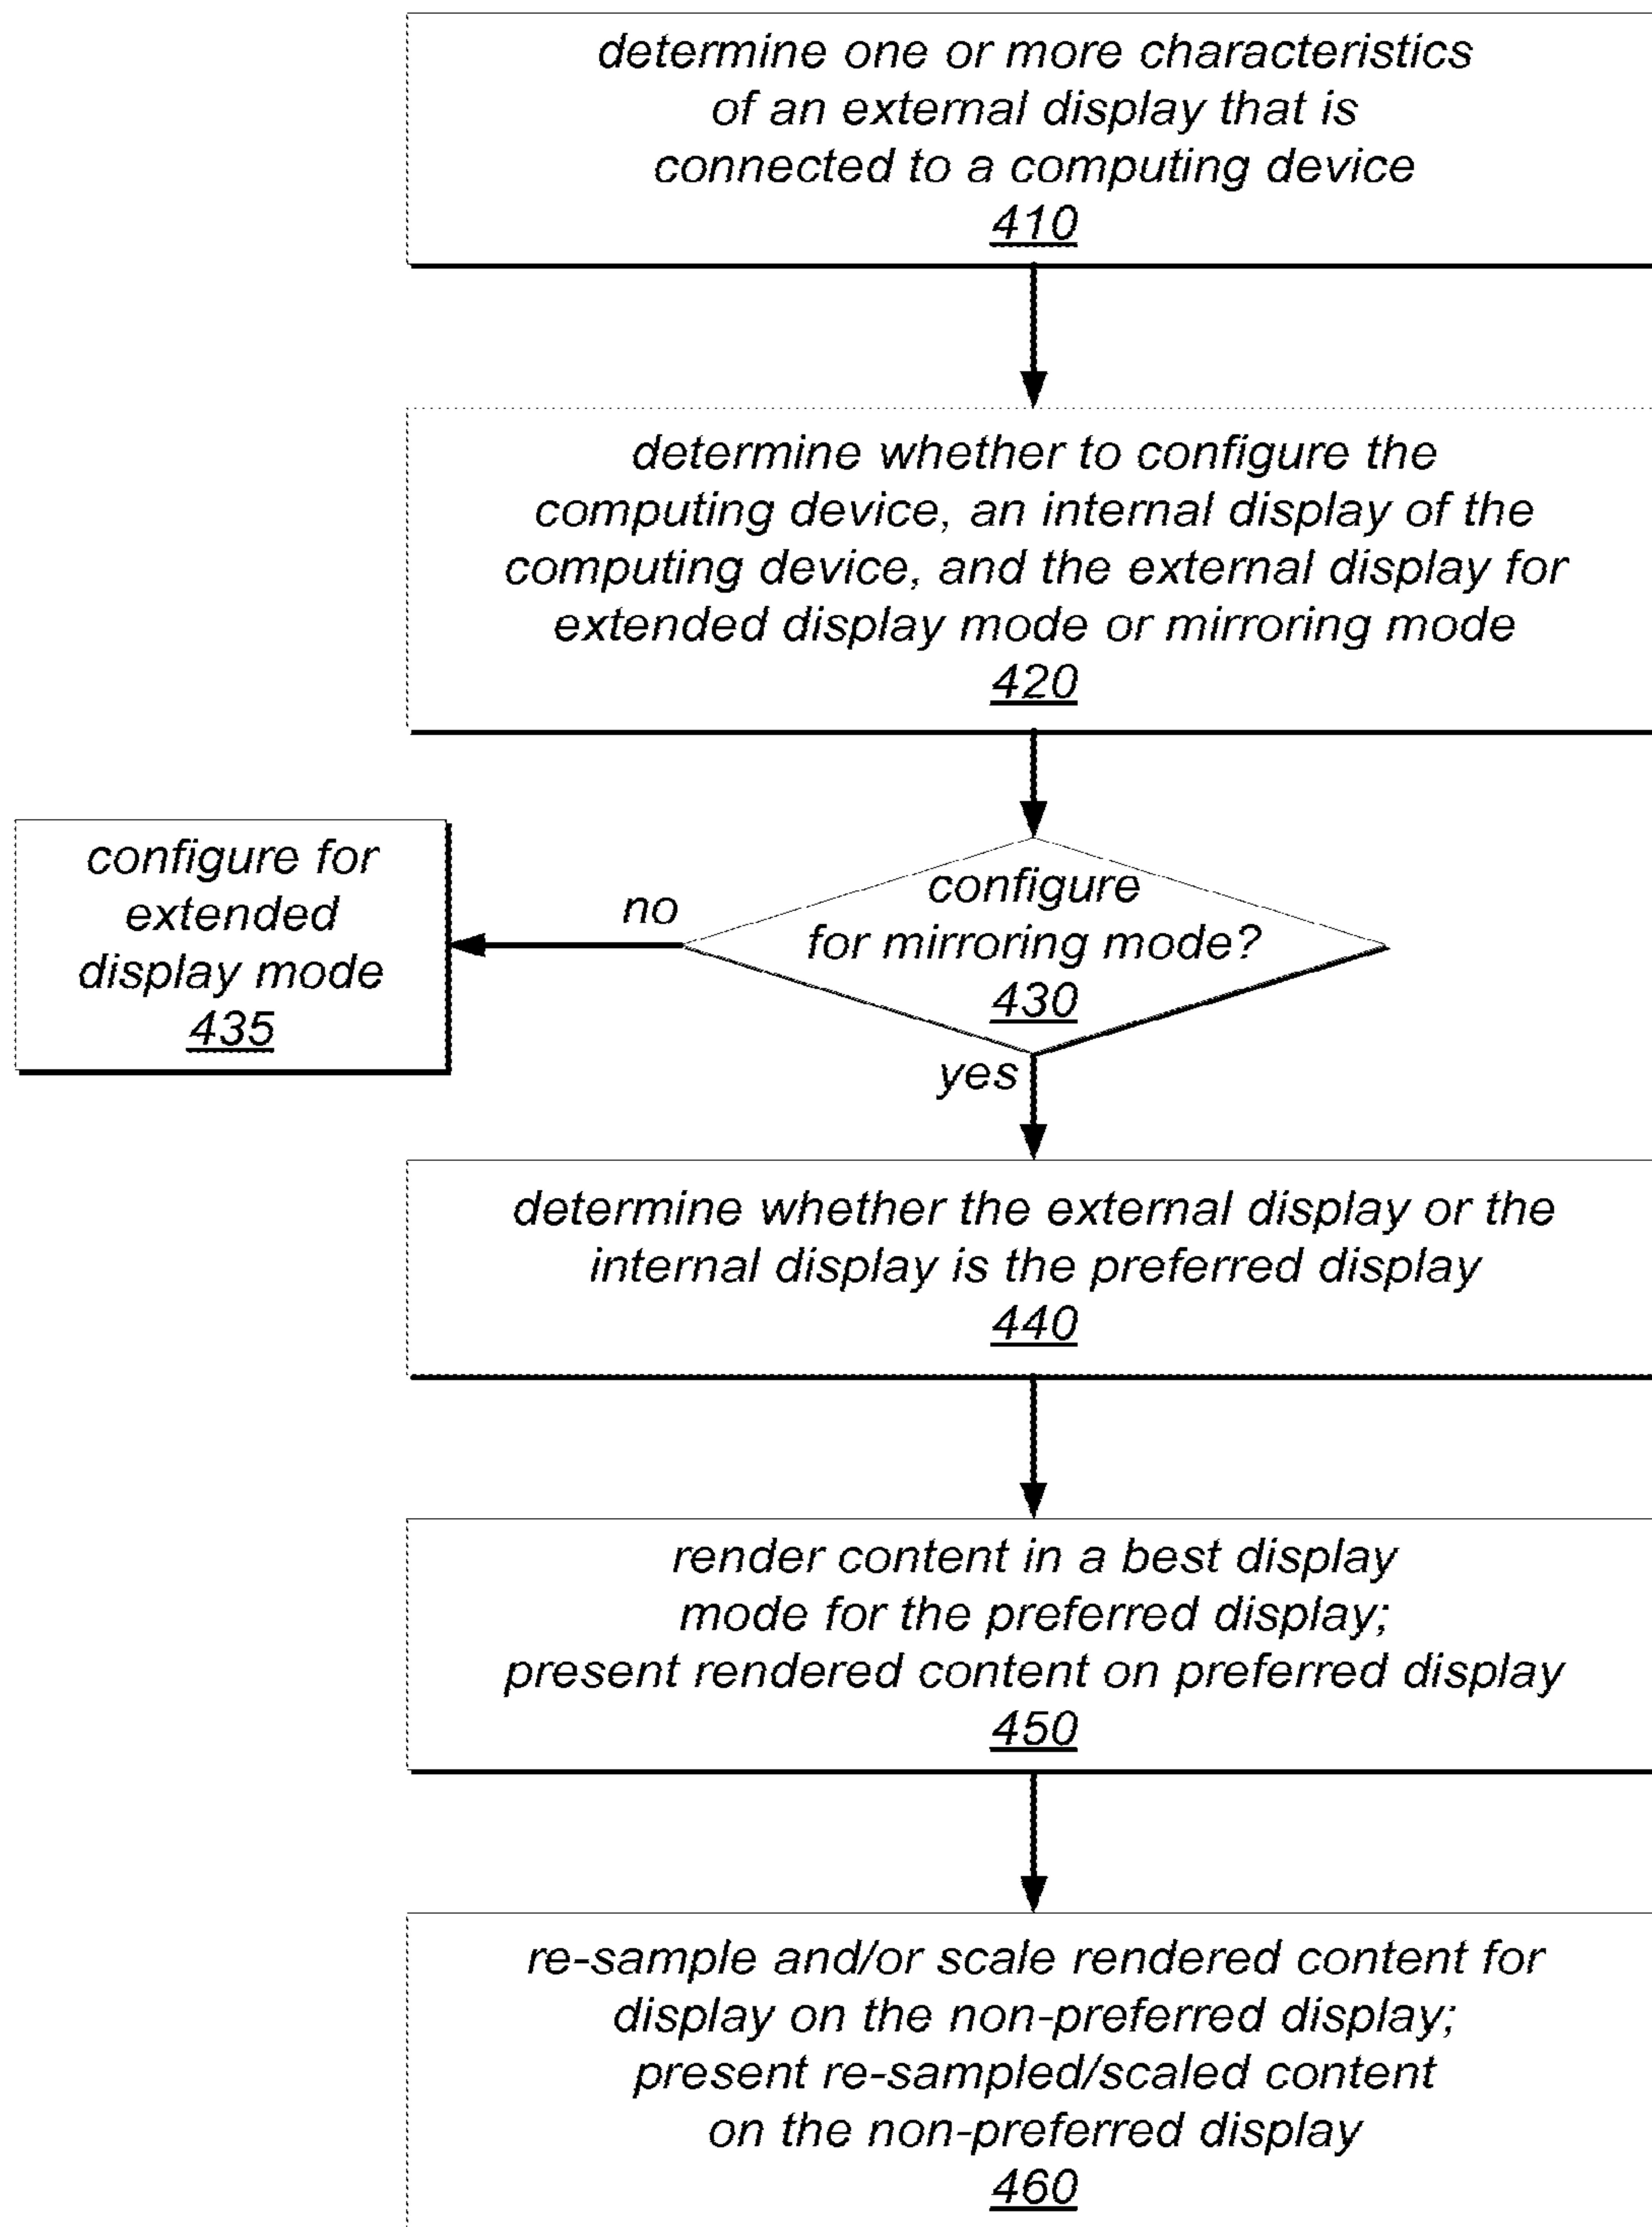 determine one or more characteristics
of an external display that is
connected to a computing device
410
determine whether to configure the
computing device, an internal display of the
computing device, and the external display for
extended display mode or mirroring mode
420
configure for
extended
display mode
435
no
configure
for mirroring mode?
430
yes
determine whether the external display or the
internal display is the preferred display
440
render content in a best display
mode for the preferred display;
present rendered content on preferred display
450
re-sample and/or scale rendered content for
display on the non-preferred display;
present re-sampled/scaled content
on the non-preferred display
460